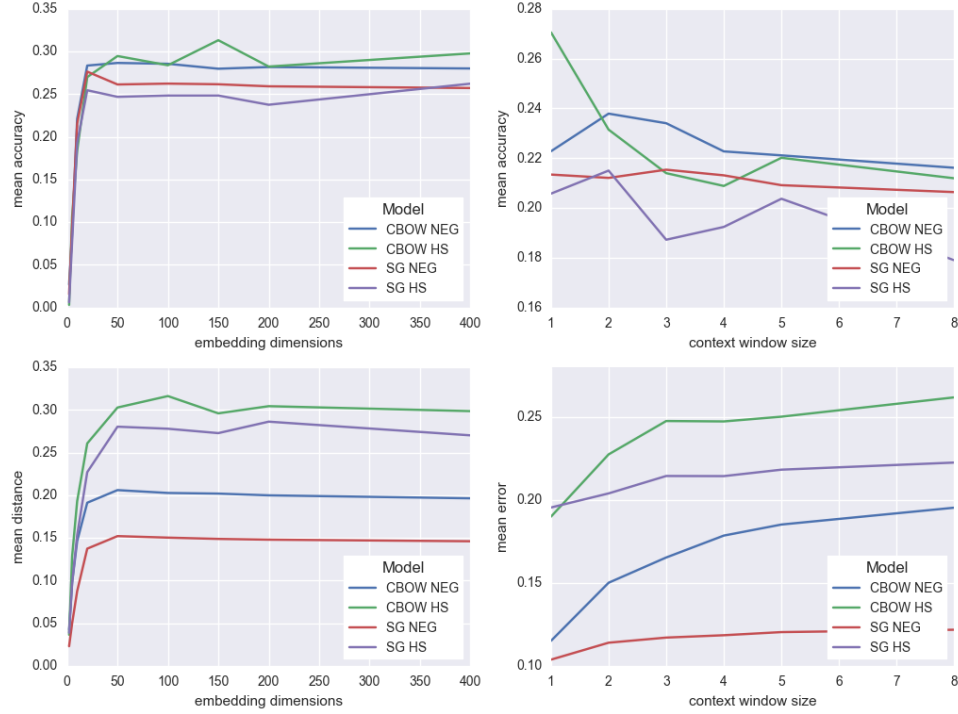 0.35
0.30
0.25
0.20
0.15
0.10
0.05
0.00
mean accuracy
0 50 100 150 200 250 300 350 400
embedding dimensions
Model
CBOW NEG
CBOW HS
SG NEG
SG HS
0.28
0.26
0.24
0.22
0.20
0.18
0.16
mean accuracy
1 2 3 4 5 6 7 8
context window size
Model
CBOW NEG
CBOW HS
SG NEG
SG HS
0.35
0.30
0.25
0.20
0.15
0.10
0.05
0.00
mean distance
0 50 100 150 200 250 300 350 400
embedding dimensions
Model
CBOW NEG
CBOW HS
SG NEG
SG HS
0.25
0.20
0.15
0.10
mean error
1 2 3 4 5 6 7 8
context window size
Model
CBOW NEG
CBOW HS
SG NEG
SG HS